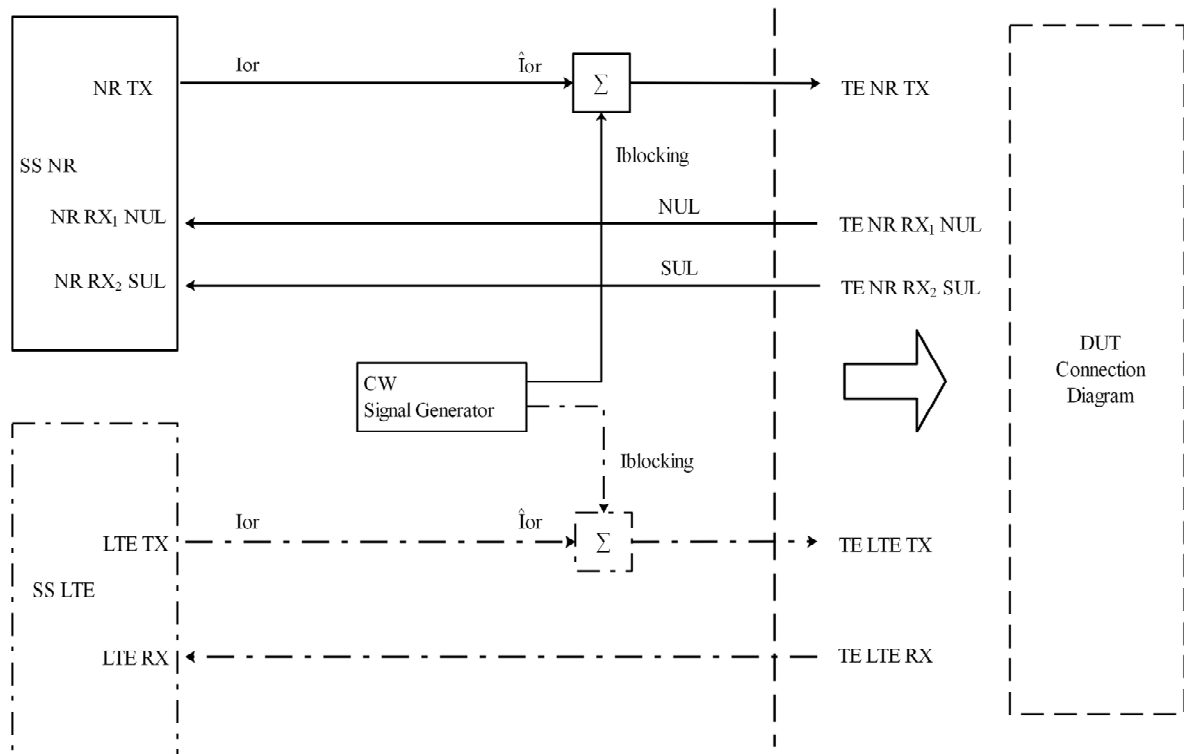 Ior
Îor
NR TX
Σ
TE NR TX
Iblocking
SS NR
NR RX₁ NUL
NUL
TE NR RX₁ NUL
NR RX₂ SUL
SUL
TE NR RX₂ SUL
CW
Signal Generator
DUT
Connection
Diagram
Iblocking
Ior
Îor
LTE TX
Σ
TE LTE TX
SS LTE
LTE RX
TE LTE RX